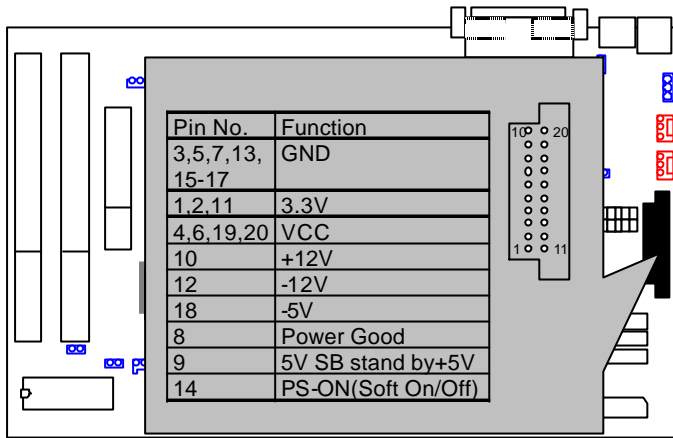 Pin No. Function
3,5,7,13, GND
15-17
1,2,11 3.3V
4,6,19,20 VCC
10 +12V
12 -12V
18 -5V
8 Power Good
9 5V SB stand by+5V
14 PS-ON(Soft On/Off)
10 20
1 11